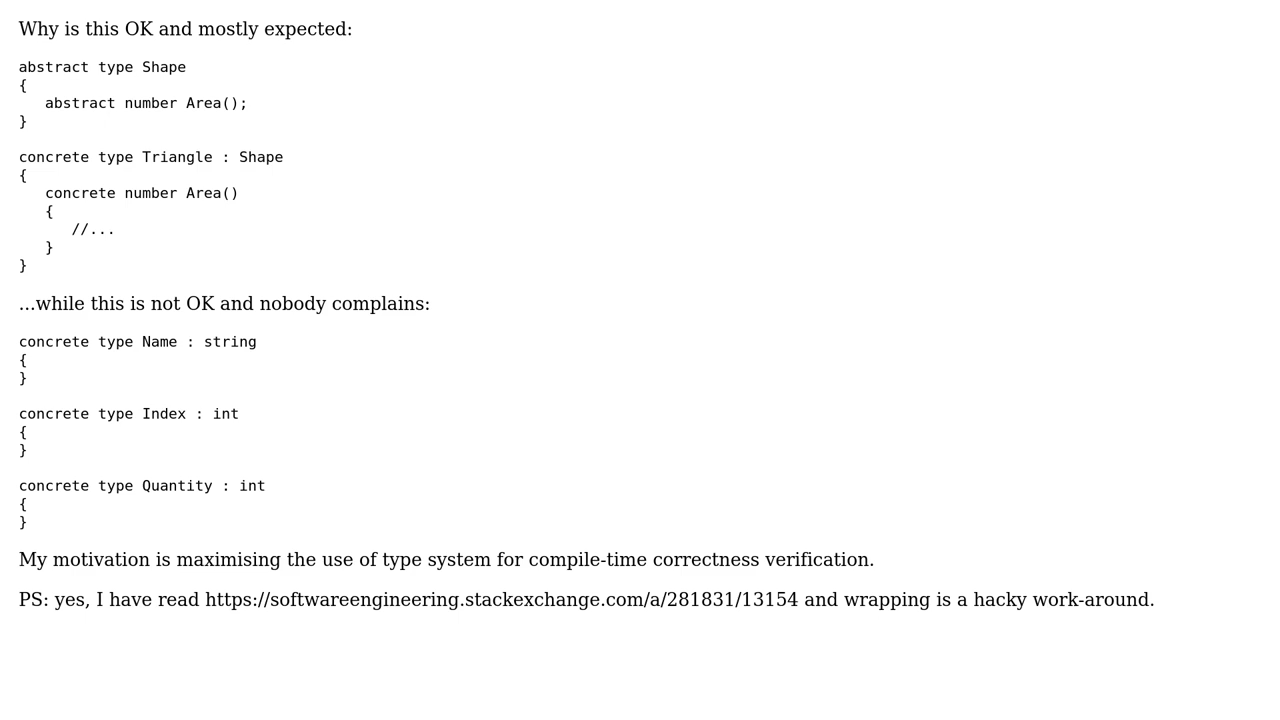 Why is this OK and mostly expected:
abstract type Shape
{
   abstract number Area();
}
concrete type Triangle : Shape
{
   concrete number Area()
   {
      //...
   }
}
...while this is not OK and nobody complains:
concrete type Name : string
{
}
concrete type Index : int
{
}
concrete type Quantity : int
{
}
My motivation is maximising the use of type system for compile-time correctness verification.
PS: yes, I have read https://softwareengineering.stackexchange.com/a/281831/13154 and wrapping is a hacky work-around.